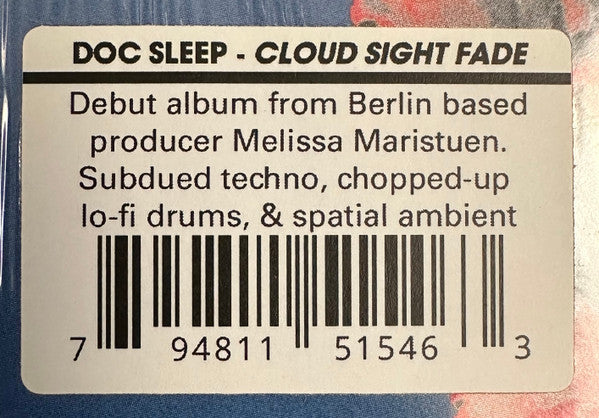 DOC SLEEP - CLOUD SIGHT FADE
Debut album from Berlin based
producer Melissa Maristuen.
Subdued techno, chopped-up
lo-fi drums, & spatial ambient
7 94811 51546 3